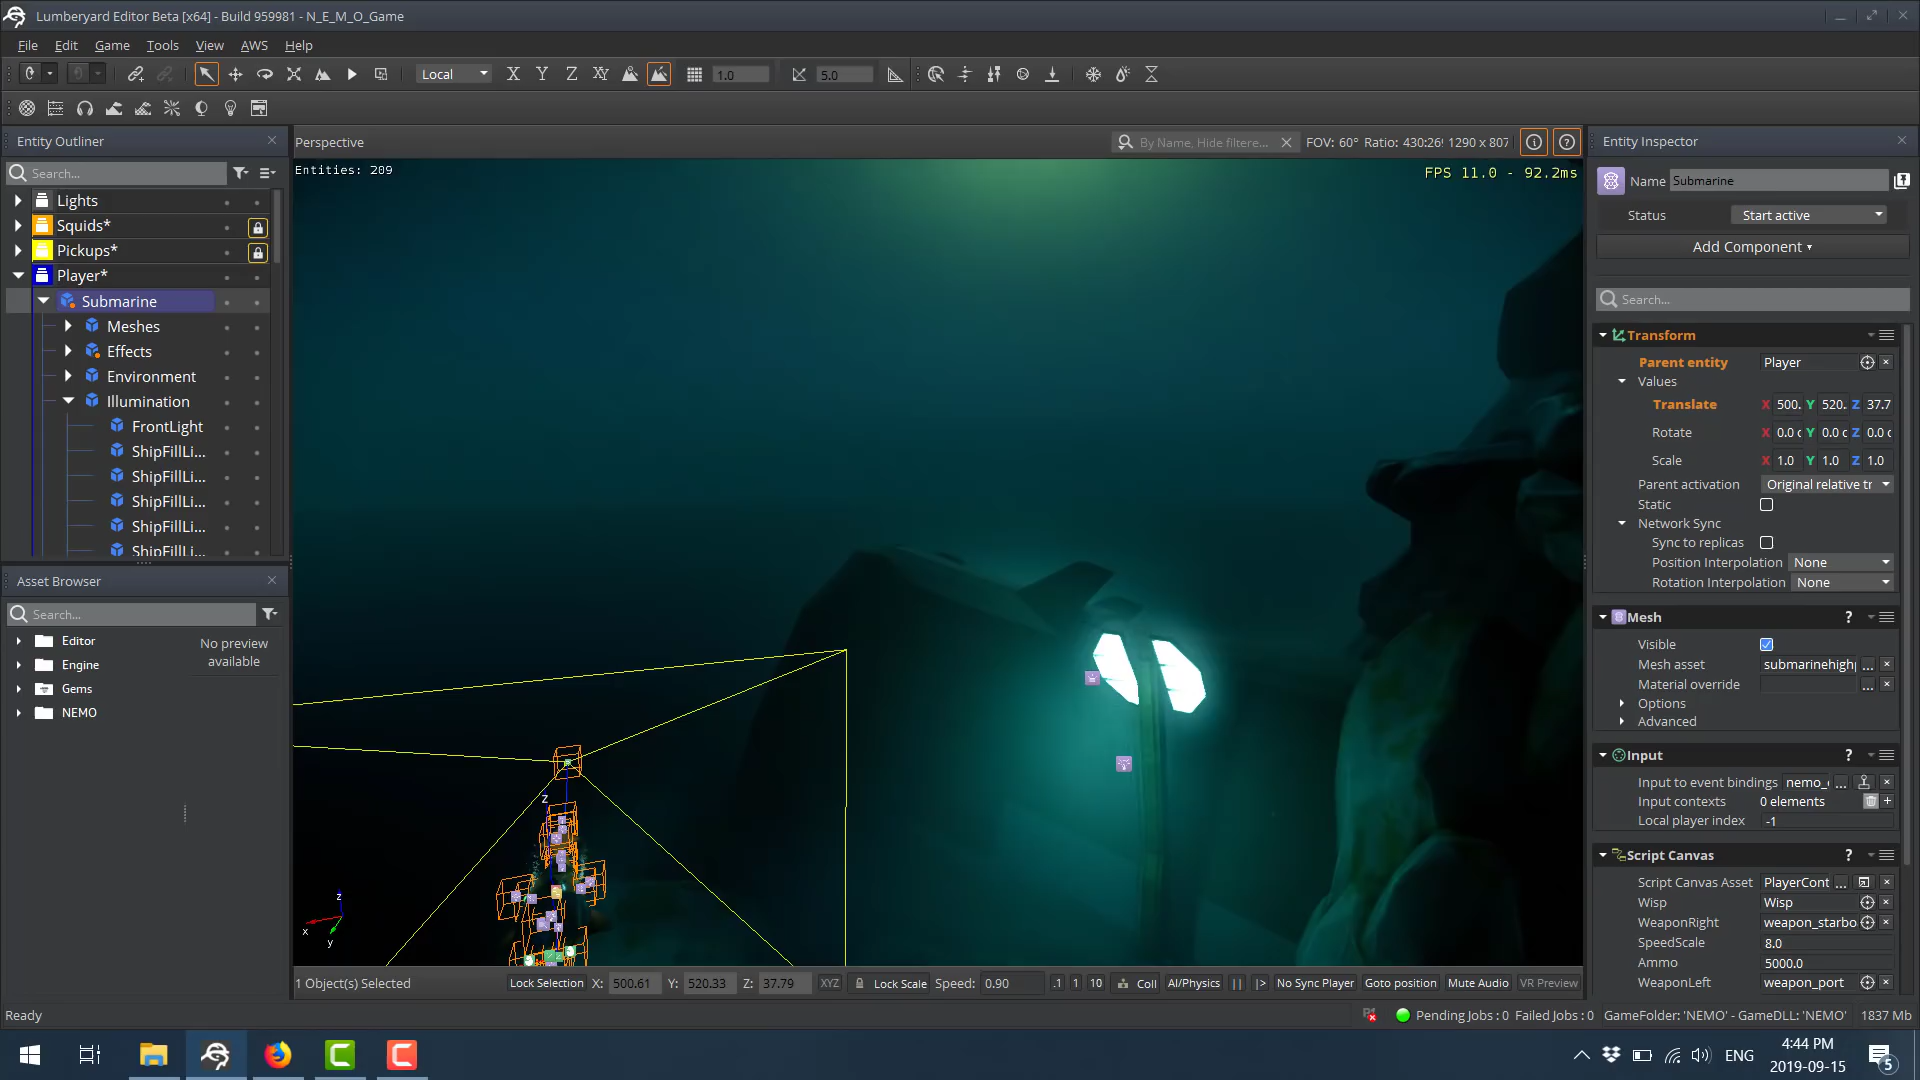 Lumberyard Editor Beta [x64] - Build 959981 - N_E_M_O_Game
File Edit Game Tools View AWS Help
Local X Y Z XY 1.0 5.0
Entity Outliner
Search...
Lights
Squids*
Pickups*
Player*
Submarine
Meshes
Effects
Environment
Illumination
FrontLight
ShipFillLi...
ShipFillLi...
ShipFillLi...
ShipFillLi...
ShipFillLi...
Asset Browser
Search...
Editor
Engine
Gems
NEMO
No preview
available
Perspective
By Name, Hide filtere...
FOV: 60° Ratio: 430:26 1290 x 807
Entities: 209
FPS 11.0 - 92.2ms
Z
z
x
y
1 Object(s) Selected Lock Selection X: 500.61 Y: 520.33 Z: 37.79 XYZ Lock Scale Speed: 0.90 .1 1 10 Coll AI/Physics No Sync Player Goto position Mute Audio VR Preview
Entity Inspector
Name Submarine
Status Start active
Add Component
Search...
Transform
Parent entity Player
Values
Translate X 500. Y 520. Z 37.7
Rotate X 0.0 Y 0.0 Z 0.0
Scale X 1.0 Y 1.0 Z 1.0
Parent activation Original relative tr
Static
Network Sync
Sync to replicas
Position Interpolation None
Rotation Interpolation None
Mesh ?
Visible
Mesh asset submarinehigh ...
Material override ...
Options
Advanced
Input ?
Input to event bindings nemo_ ...
Input contexts 0 elements
Local player index -1
Script Canvas ?
Script Canvas Asset PlayerCont ...
Wisp Wisp
WeaponRight weapon_starbo
SpeedScale 8.0
Ammo 5000.0
WeaponLeft weapon_port
Ready
Pending Jobs : 0 Failed Jobs : 0 GameFolder: 'NEMO' - GameDLL: 'NEMO' 1837 Mb
ENG
4:44 PM
2019-09-15
5